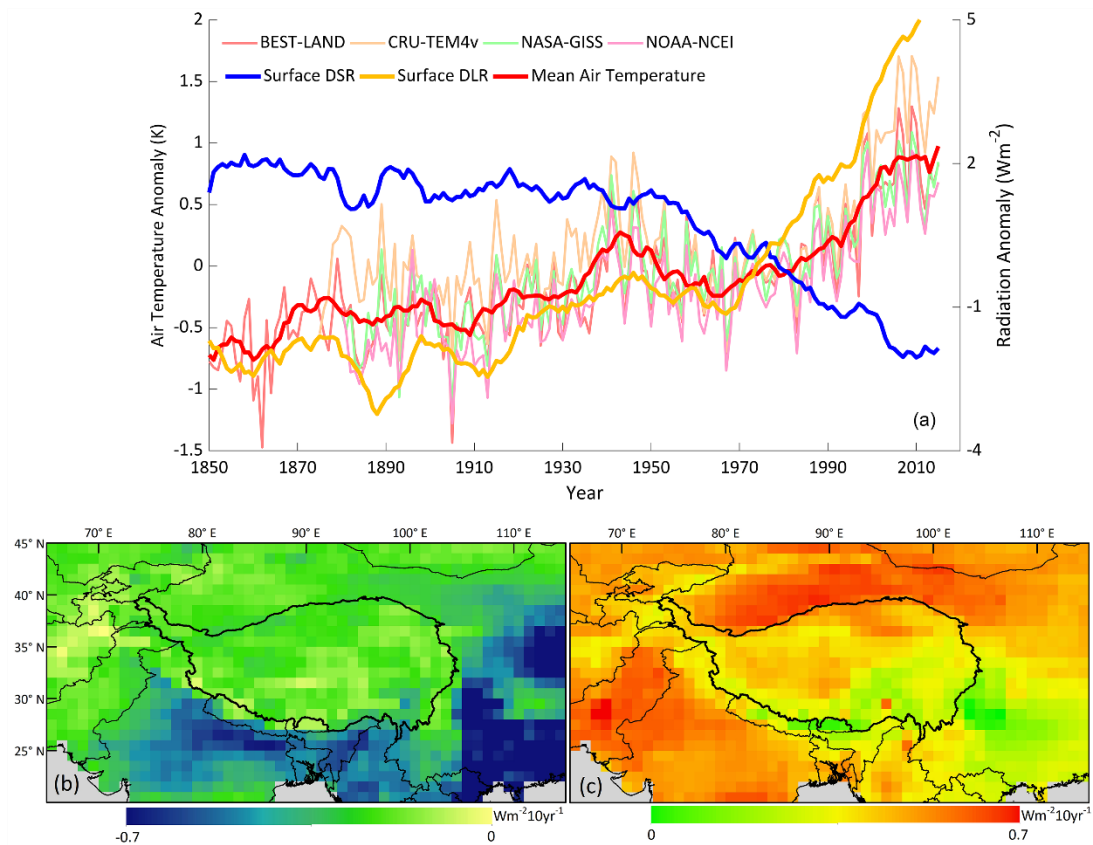 BEST-LAND CRU-TEM4v NASA-GISS NOAA-NCEI
Surface DSR Surface DLR Mean Air Temperature
Air Temperature Anomaly (K)
2
1.5
1
0.5
0
-0.5
-1
-1.5
5
2
-1
-4
Radiation Anomaly (Wm-2)
(a)
1850 1870 1890 1910 1930 1950 1970 1990 2010
Year
70° E 80° E 90° E 100° E 110° E
70° E 80° E 90° E 100° E 110° E
45° N
40° N
35° N
30° N
25° N
(b)
(c)
-0.7 0 Wm-210yr-1
0 0.7 Wm-210yr-1